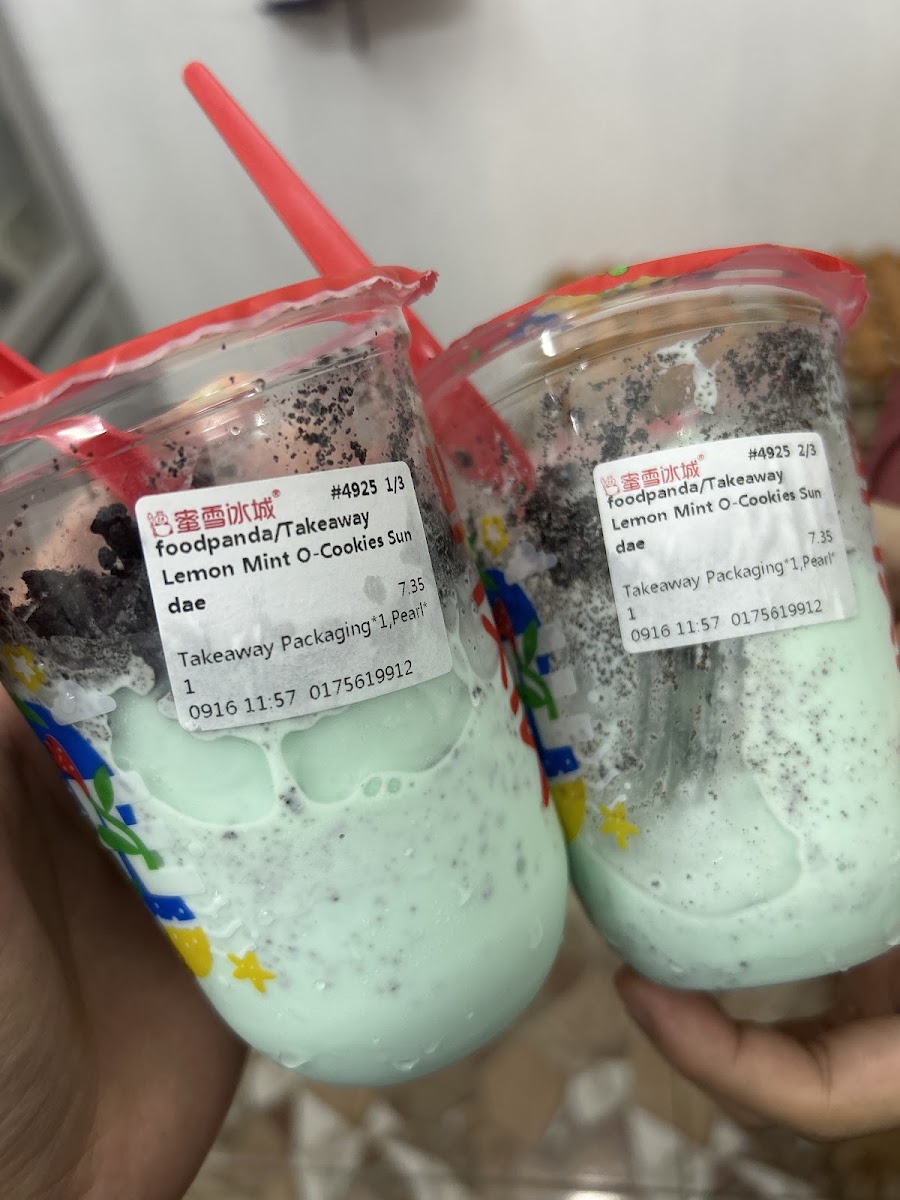 蜜雪冰城®
#4925 1/3
foodpanda/Takeaway
Lemon Mint O-Cookies Sun
dae
7.35
Takeaway Packaging*1,Pearl*
1
0916 11:57 0175619912
蜜雪冰城®
#4925 2/3
foodpanda/Takeaway
Lemon Mint O-Cookies Sun
dae
7.35
Takeaway Packaging*1,Pearl*
1
0916 11:57 0175619912